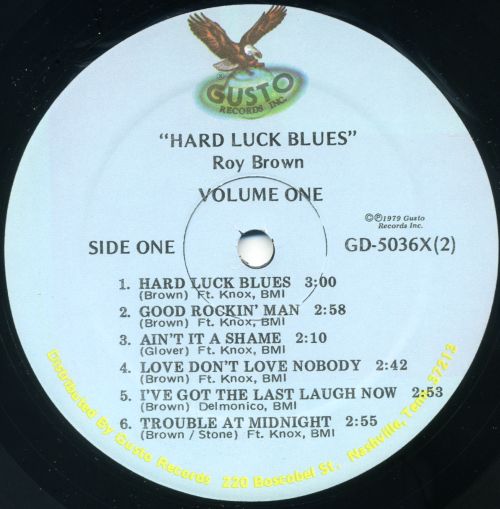 GUSTO
RECORDS INC.
"HARD LUCK BLUES"
Roy Brown
VOLUME ONE
©℗1979 Gusto
Records Inc.
SIDE ONE
GD-5036X(2)
1. HARD LUCK BLUES 3:00
(Brown) Ft. Knox, BMI
2. GOOD ROCKIN' MAN 2:58
(Brown) Ft. Knox, BMI
3. AIN'T IT A SHAME 2:10
(Glover) Ft. Knox, BMI
4. LOVE DON'T LOVE NOBODY 2:42
(Brown) Ft. Knox, BMI
5. I'VE GOT THE LAST LAUGH NOW 2:53
(Brown) Delmonico, BMI
6. TROUBLE AT MIDNIGHT 2:55
(Brown / Stone) Ft. Knox, BMI
Distributed By Gusto Records 220 Boscobel St. Nashville, Tenn. 37213